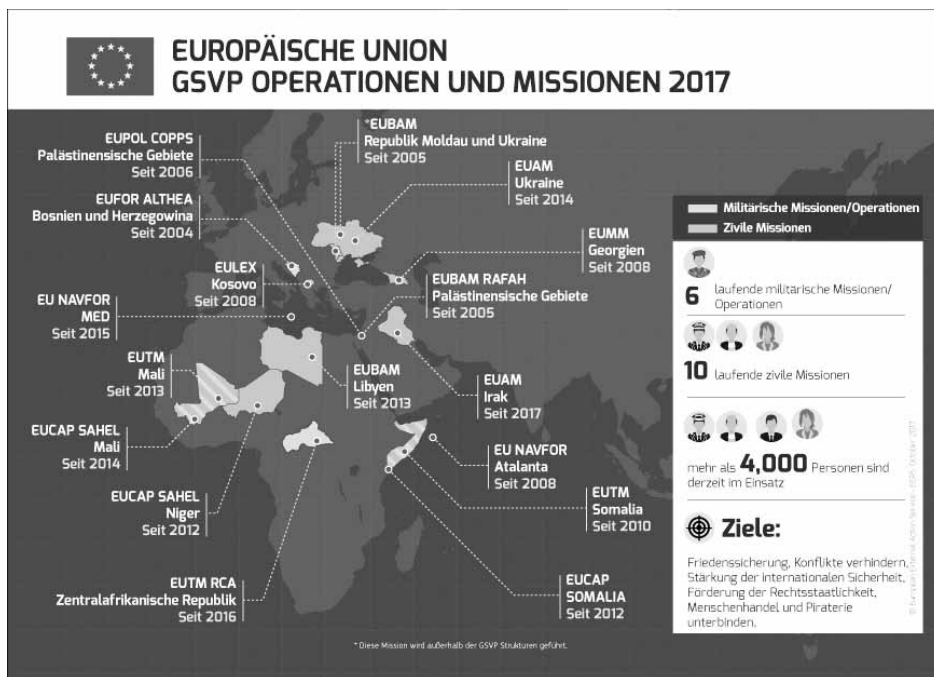 EUROPÄISCHE UNION
GSVP OPERATIONEN UND MISSIONEN 2017
EUPOL COPPS
Palästinensische Gebiete
Seit 2006
*EUBAM
Republik Moldau und Ukraine
Seit 2005
EUAM
Ukraine
Seit 2014
EUFOR ALTHEA
Bosnien und Herzegowina
Seit 2004
EUMM
Georgien
Seit 2008
EULEX
Kosovo
Seit 2008
EUBAM RAFAH
Palästinensische Gebiete
Seit 2005
EU NAVFOR
MED
Seit 2015
EUTM
Mali
Seit 2013
EUBAM
Libyen
Seit 2013
EUAM
Irak
Seit 2017
EUCAP SAHEL
Mali
Seit 2014
EU NAVFOR
Atalanta
Seit 2008
EUCAP SAHEL
Niger
Seit 2012
EUTM
Somalia
Seit 2010
EUTM RCA
Zentralafrikanische Republik
Seit 2016
EUCAP
SOMALIA
Seit 2012
* Diese Mission wird außerhalb der GSVP Strukturen geführt.
Militärische Missionen/Operationen
Zivile Missionen
6 laufende militärische Missionen/
Operationen
10 laufende zivile Missionen
mehr als 4,000 Personen sind
derzeit im Einsatz
Ziele:
Friedenssicherung, Konflikte verhindern,
Stärkung der internationalen Sicherheit,
Förderung der Rechtsstaatlichkeit,
Menschenhandel und Piraterie
unterbinden.
© European External Action Service - EEAS, October 2017